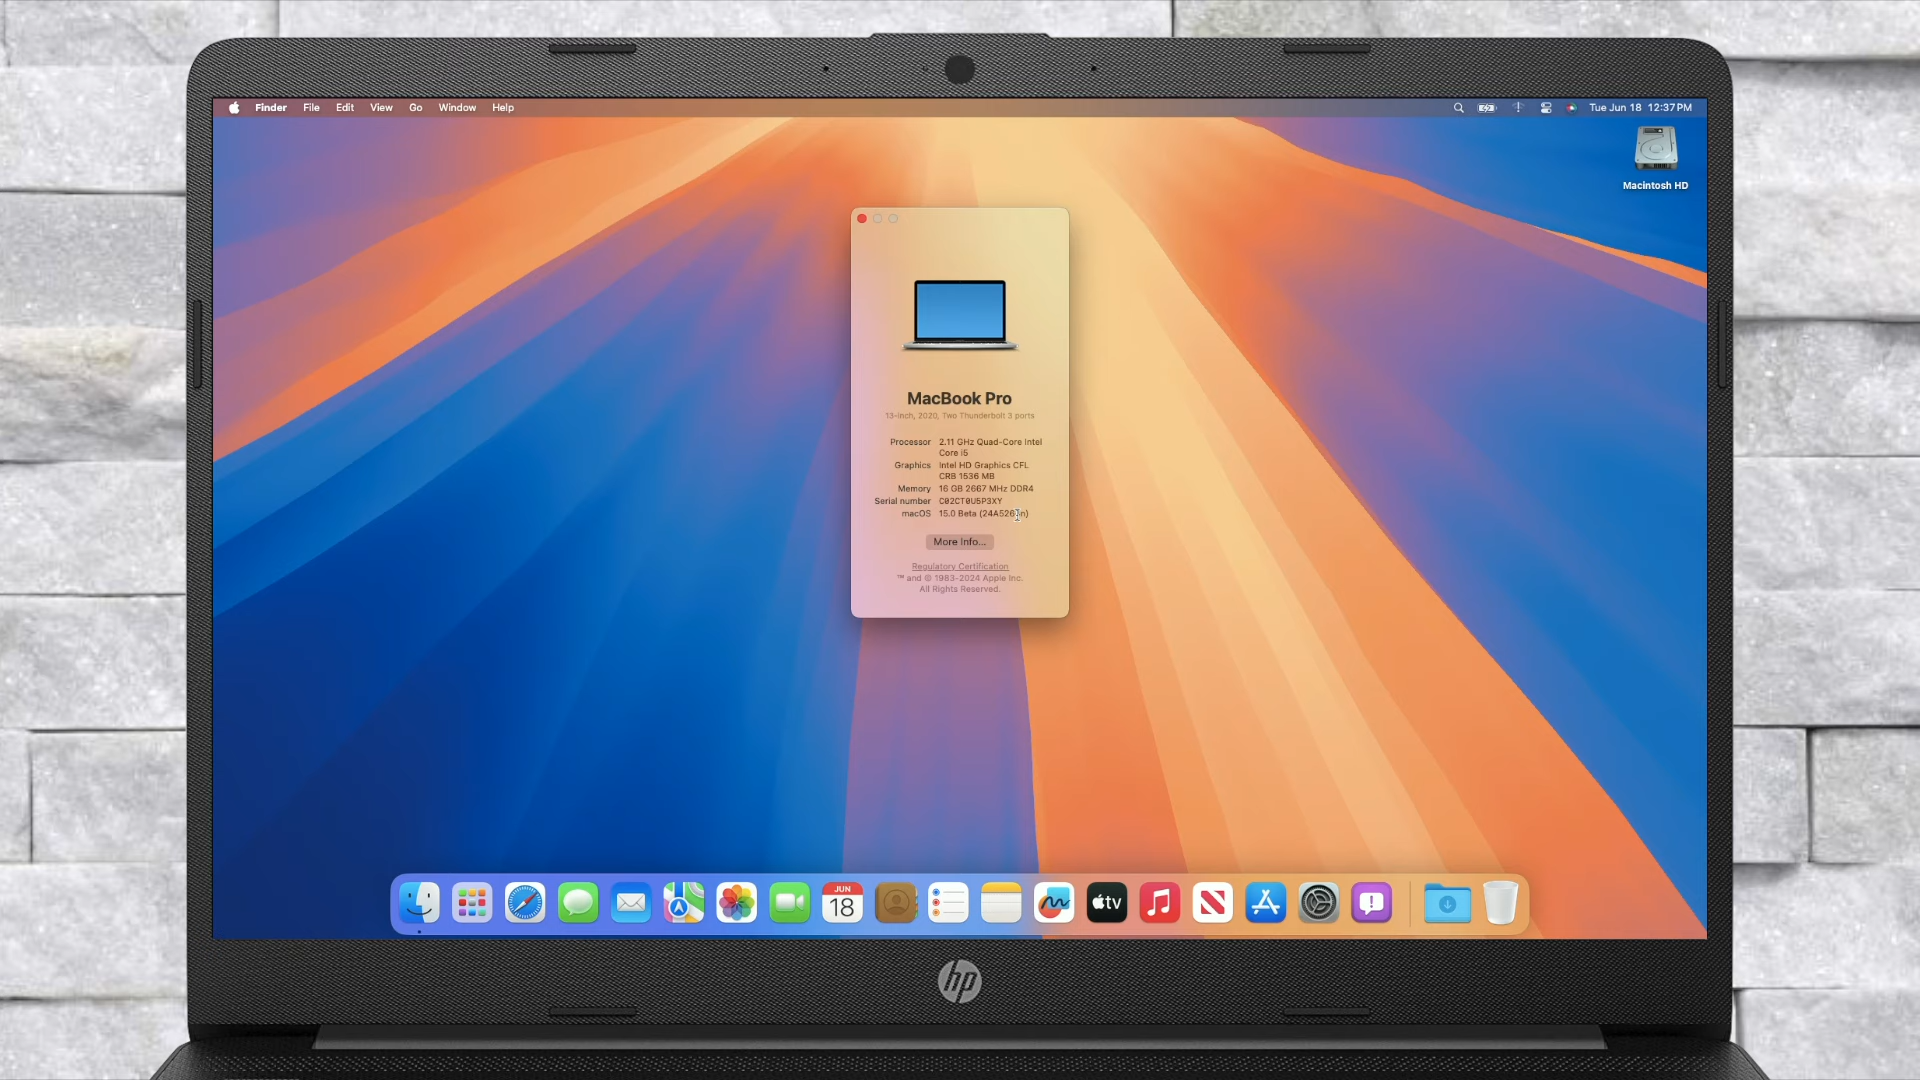 Finder File Edit View Go Window Help
Tue Jun 18 12:37 PM
Macintosh HD
MacBook Pro
13-inch, 2020, Two Thunderbolt 3 ports
Processor 2.11 GHz Quad-Core Intel
Core i5
Graphics Intel HD Graphics CFL
CRB 1536 MB
Memory 16 GB 2667 MHz DDR4
Serial number C02CT0U5P3XY
macOS 15.0 Beta
More Info...
Regulatory Certification
™ and © 1983-2024 Apple Inc.
All Rights Reserved.
JUN
18
tv
hp